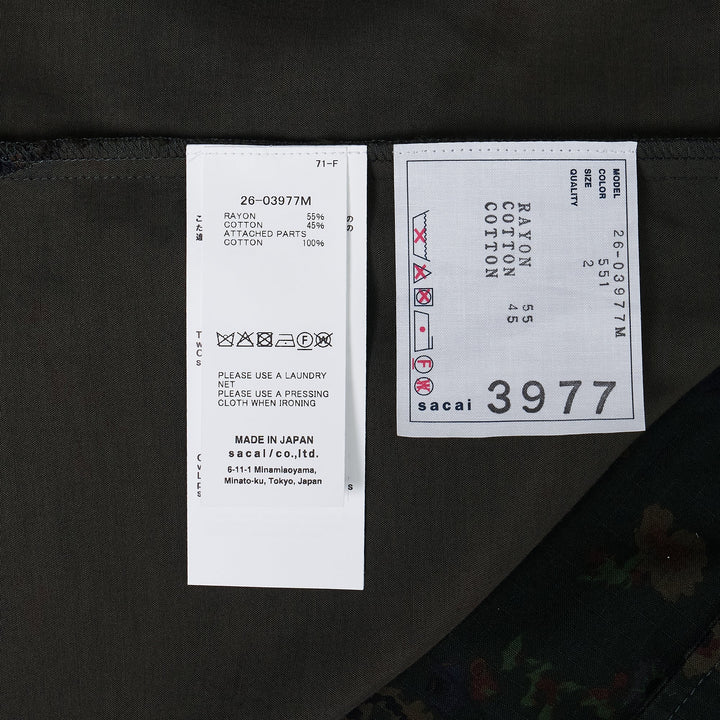 71-F
26-03977M
RAYON 55%
COTTON 45%
ATTACHED PARTS
COTTON 100%
PLEASE USE A LAUNDRY
NET
PLEASE USE A PRESSING
CLOTH WHEN IRONING
MADE IN JAPAN
sacai/co.,ltd.
6-11-1 Minamiaoyama,
Minato-ku, Tokyo, Japan
MODEL 26-03977M
COLOR 551
SIZE 2
QUALITY
RAYON 55
COTTON 45
COTTON
sacai 3977